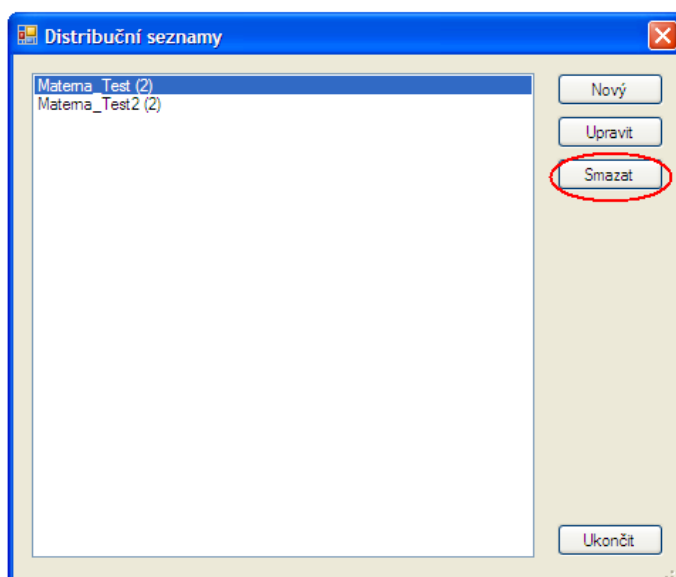 Distribuční seznamy
Materna_Test (2)
Materna_Test2 (2)
Nový
Upravit
Smazat
Ukončit